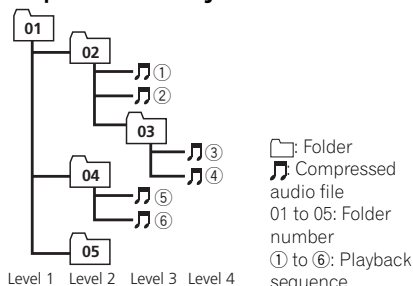 01
02
①
②
03
③
④
04
⑤
⑥
05
Level 1 Level 2 Level 3 Level 4
: Folder
: Compressed
audio file
01 to 05: Folder
number
① to ⑥: Playback
sequence